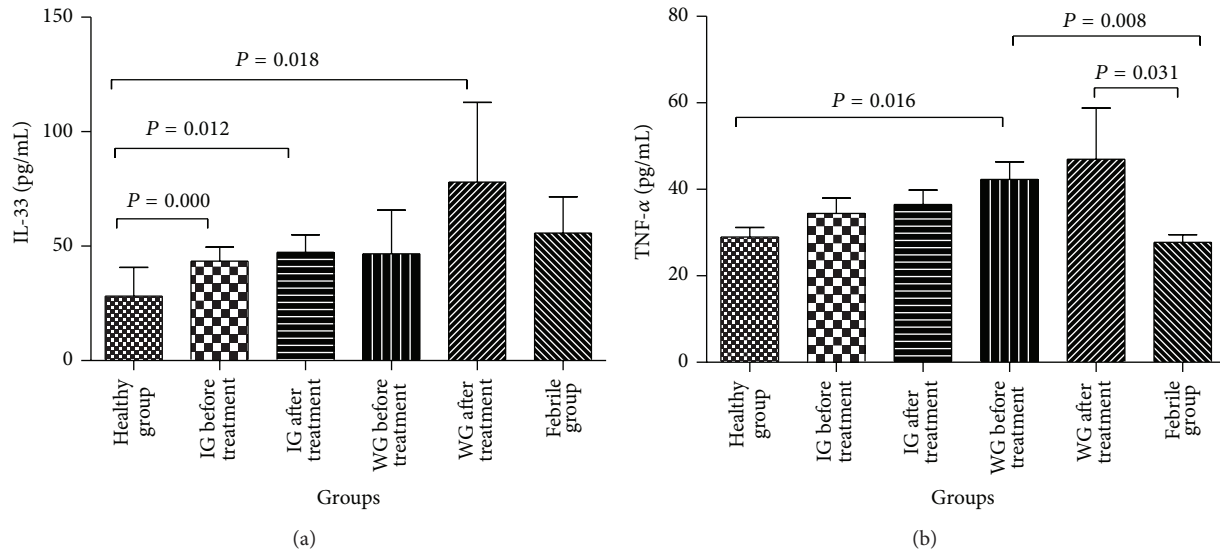 150
100
50
0
IL-33 (pg/mL)
P = 0.018
P = 0.012
P = 0.000
Healthy
group
IG before
treatment
IG after
treatment
WG before
treatment
WG after
treatment
Febrile
group
Groups
(a)
80
60
40
20
0
TNF-α (pg/mL)
P = 0.008
P = 0.031
P = 0.016
Healthy
group
IG before
treatment
IG after
treatment
WG before
treatment
WG after
treatment
Febrile
group
Groups
(b)